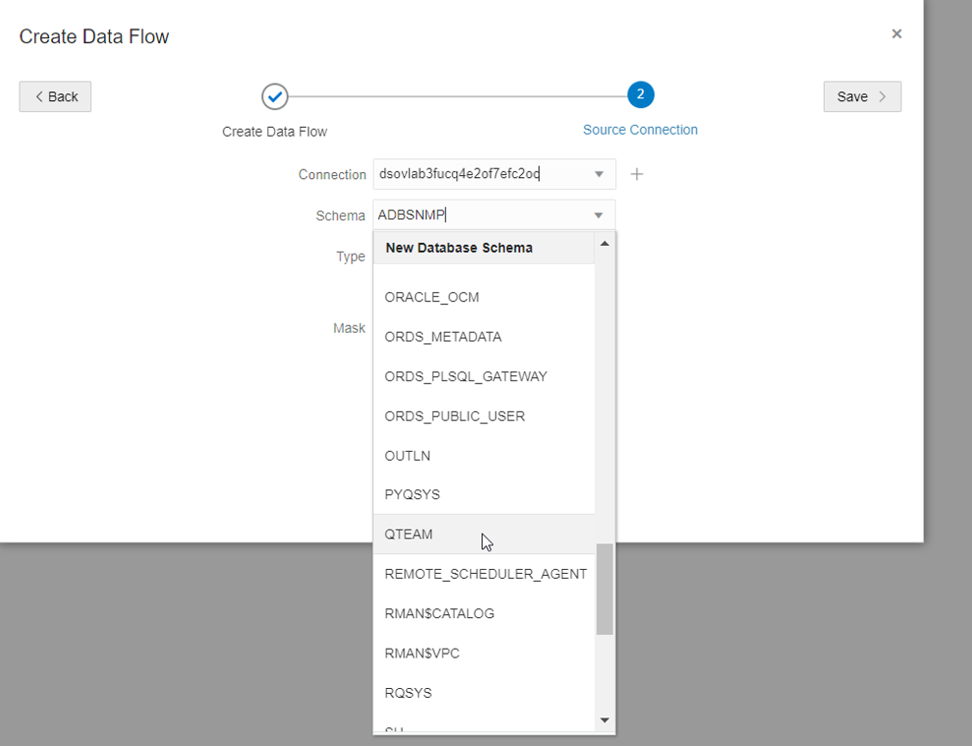 Create Data Flow
×
< Back
2
Save >
Create Data Flow
Source Connection
Connection
dsovlab3fucq4e2of7efc2oc
+
Schema
ADBSNMP
Type
New Database Schema
ORACLE_OCM
Mask
ORDS_METADATA
ORDS_PLSQL_GATEWAY
ORDS_PUBLIC_USER
OUTLN
PYQSYS
QTEAM
REMOTE_SCHEDULER_AGENT
RMAN$CATALOG
RMAN$VPC
RQSYS